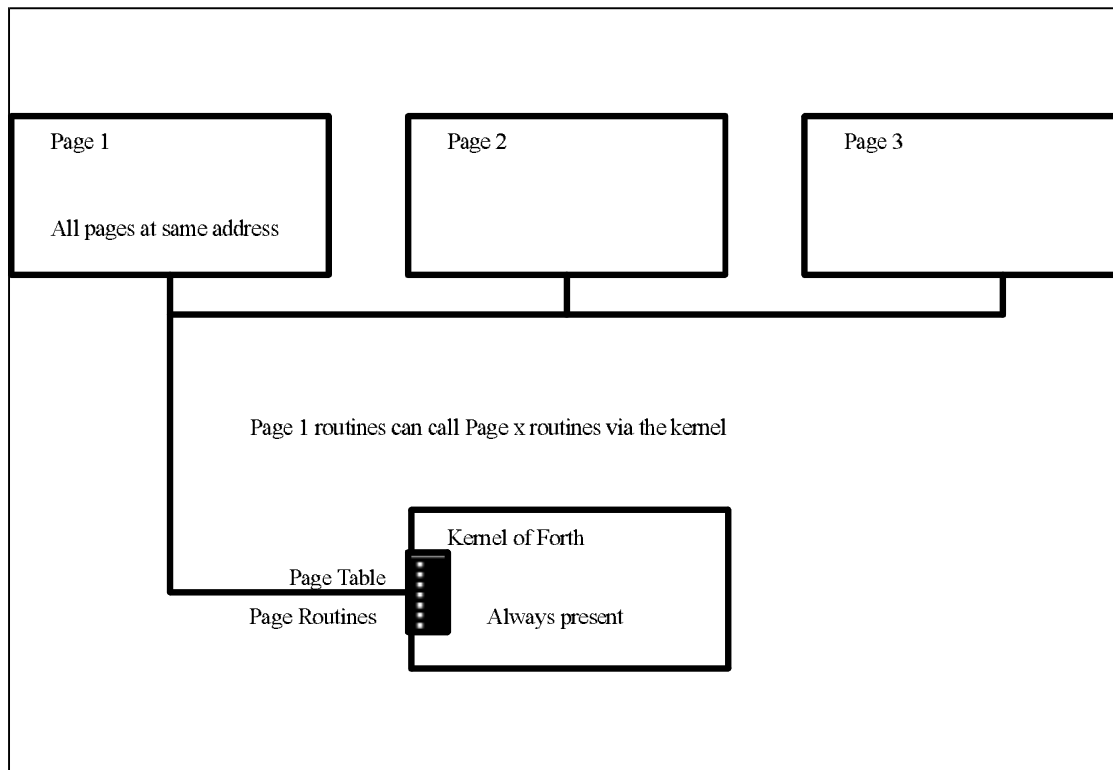 Page 1
Page 2
Page 3
All pages at same address
Page 1 routines can call Page x routines via the kernel
Kernel of Forth
Page Table
Page Routines
Always present